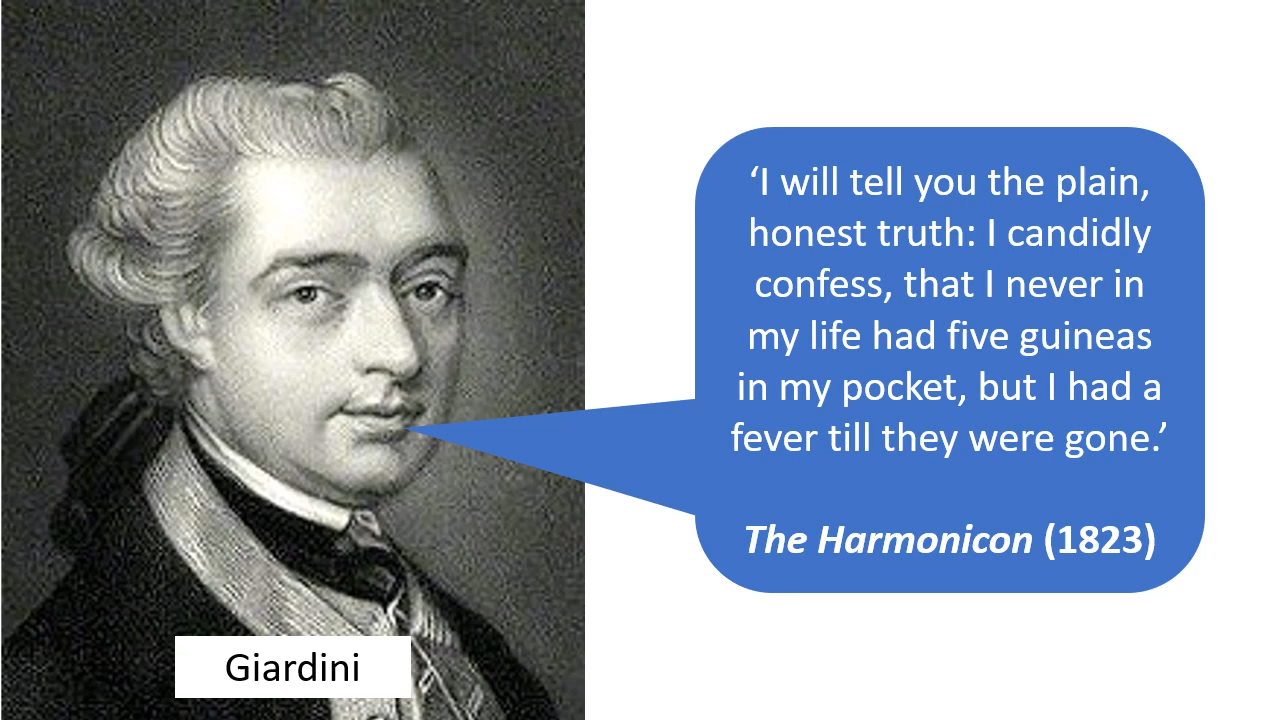 ‘I will tell you the plain,
honest truth: I candidly
confess, that I never in
my life had five guineas
in my pocket, but I had a
fever till they were gone.’
The Harmonicon (1823)
Giardini